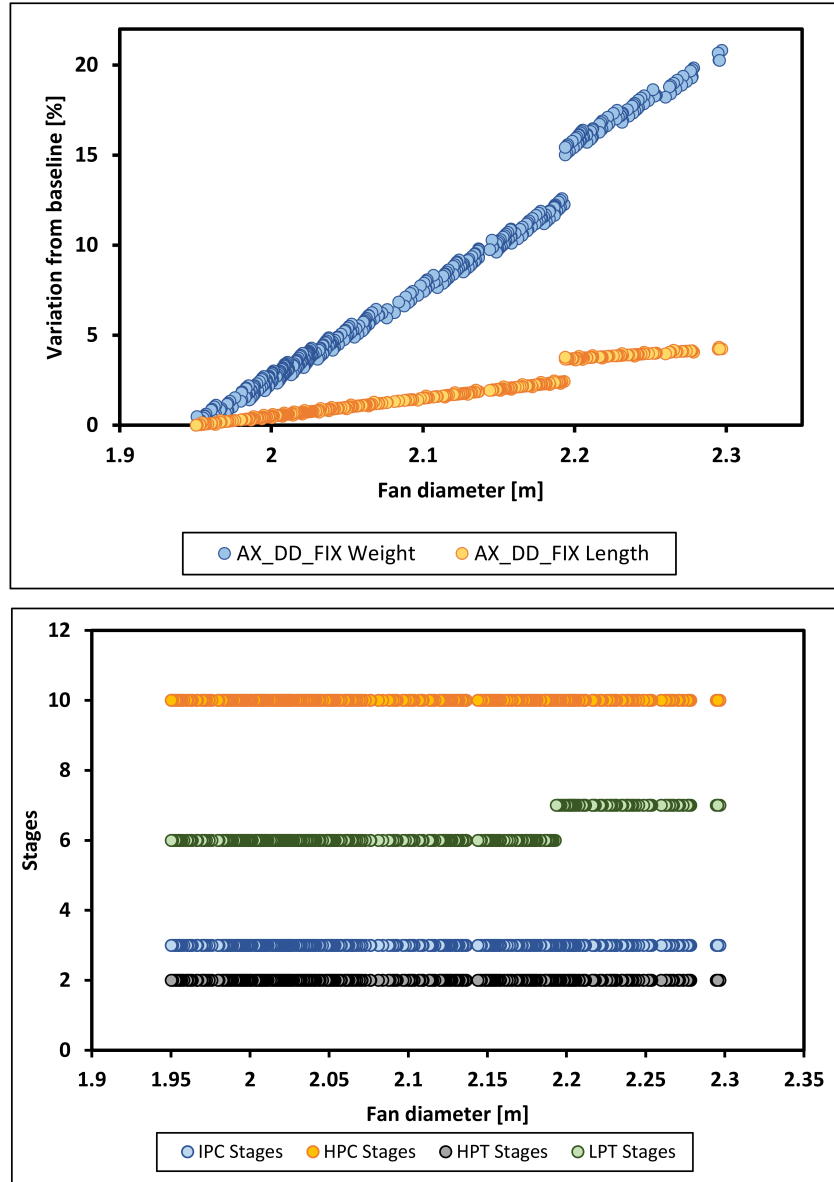 Variation from baseline [%]
20
15
10
5
0
1.9
2
2.1
2.2
2.3
Fan diameter [m]
AX_DD_FIX Weight
AX_DD_FIX Length
Stages
12
10
8
6
4
2
0
1.9
1.95
2
2.05
2.1
2.15
2.2
2.25
2.3
2.35
Fan diameter [m]
IPC Stages
HPC Stages
HPT Stages
LPT Stages